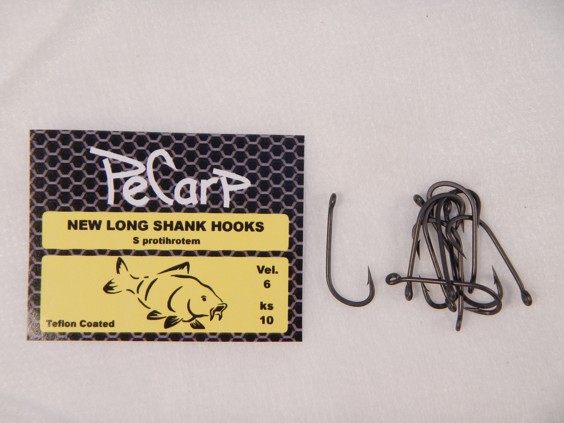 PeCarP
NEW LONG SHANK HOOKS
S protihrotem
Vel.
6
ks
10
Teflon Coated